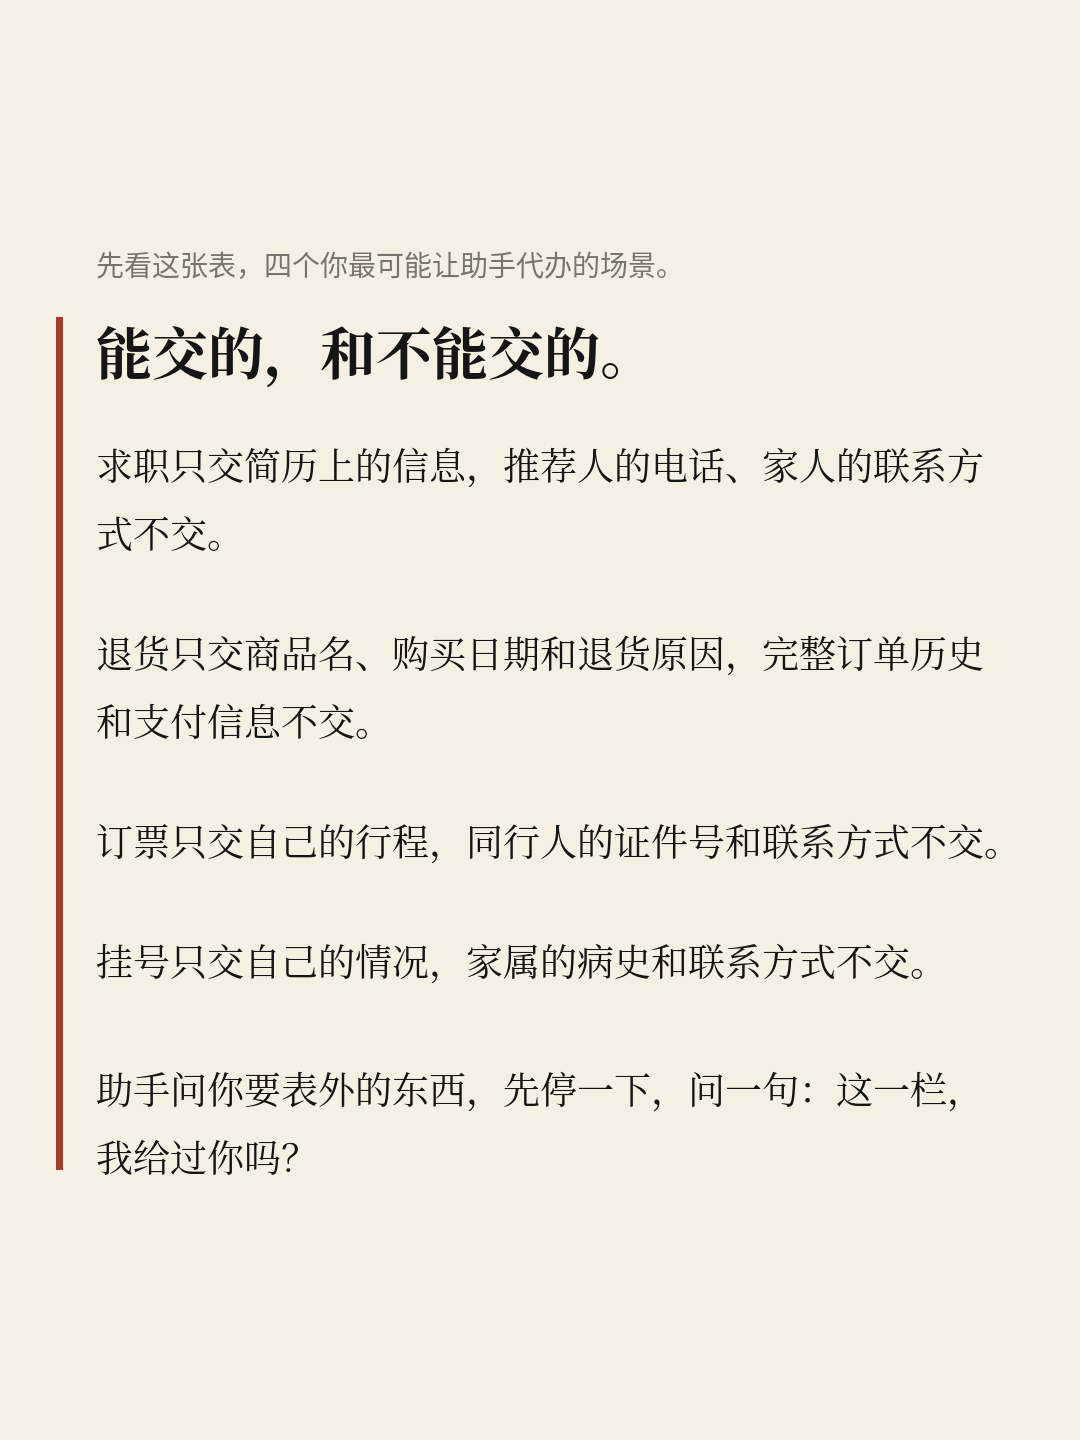 先看这张表，四个你最可能让助手代办的场景。
能交的，和不能交的。
求职只交简历上的信息，推荐人的电话、家人的联系方
式不交。
退货只交商品名、购买日期和退货原因，完整订单历史
和支付信息不交。
订票只交自己的行程，同行人的证件号和联系方式不交。
挂号只交自己的情况，家属的病史和联系方式不交。
助手问你要表外的东西，先停一下，问一句：这一栏，
我给过你吗？